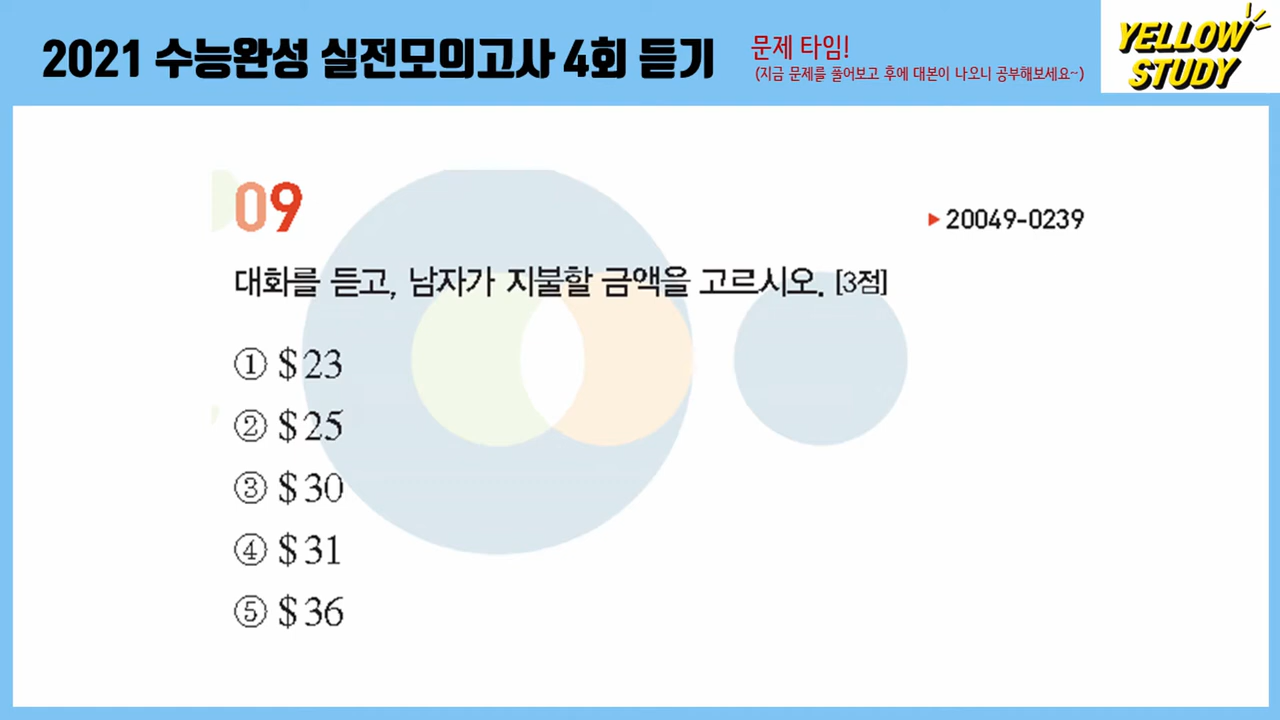 2021 수능완성 실전모의고사 4회 듣기
문제 타임!
(지금 문제를 풀어보고 후에 대본이 나오니 공부해보세요~)
YELLOW
STUDY
09
▶ 20049-0239
대화를 듣고, 남자가 지불할 금액을 고르시오. [3점]
① $23
② $25
③ $30
④ $31
⑤ $36